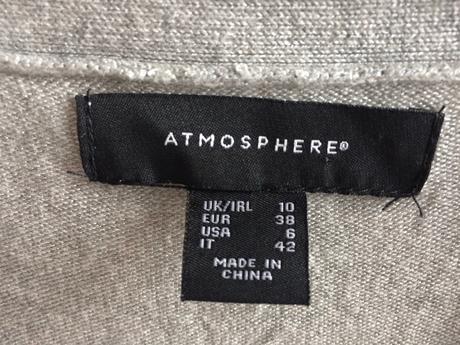 ATMOSPHERE®
UK/IRL 10
EUR 38
USA 6
IT 42
MADE IN
CHINA